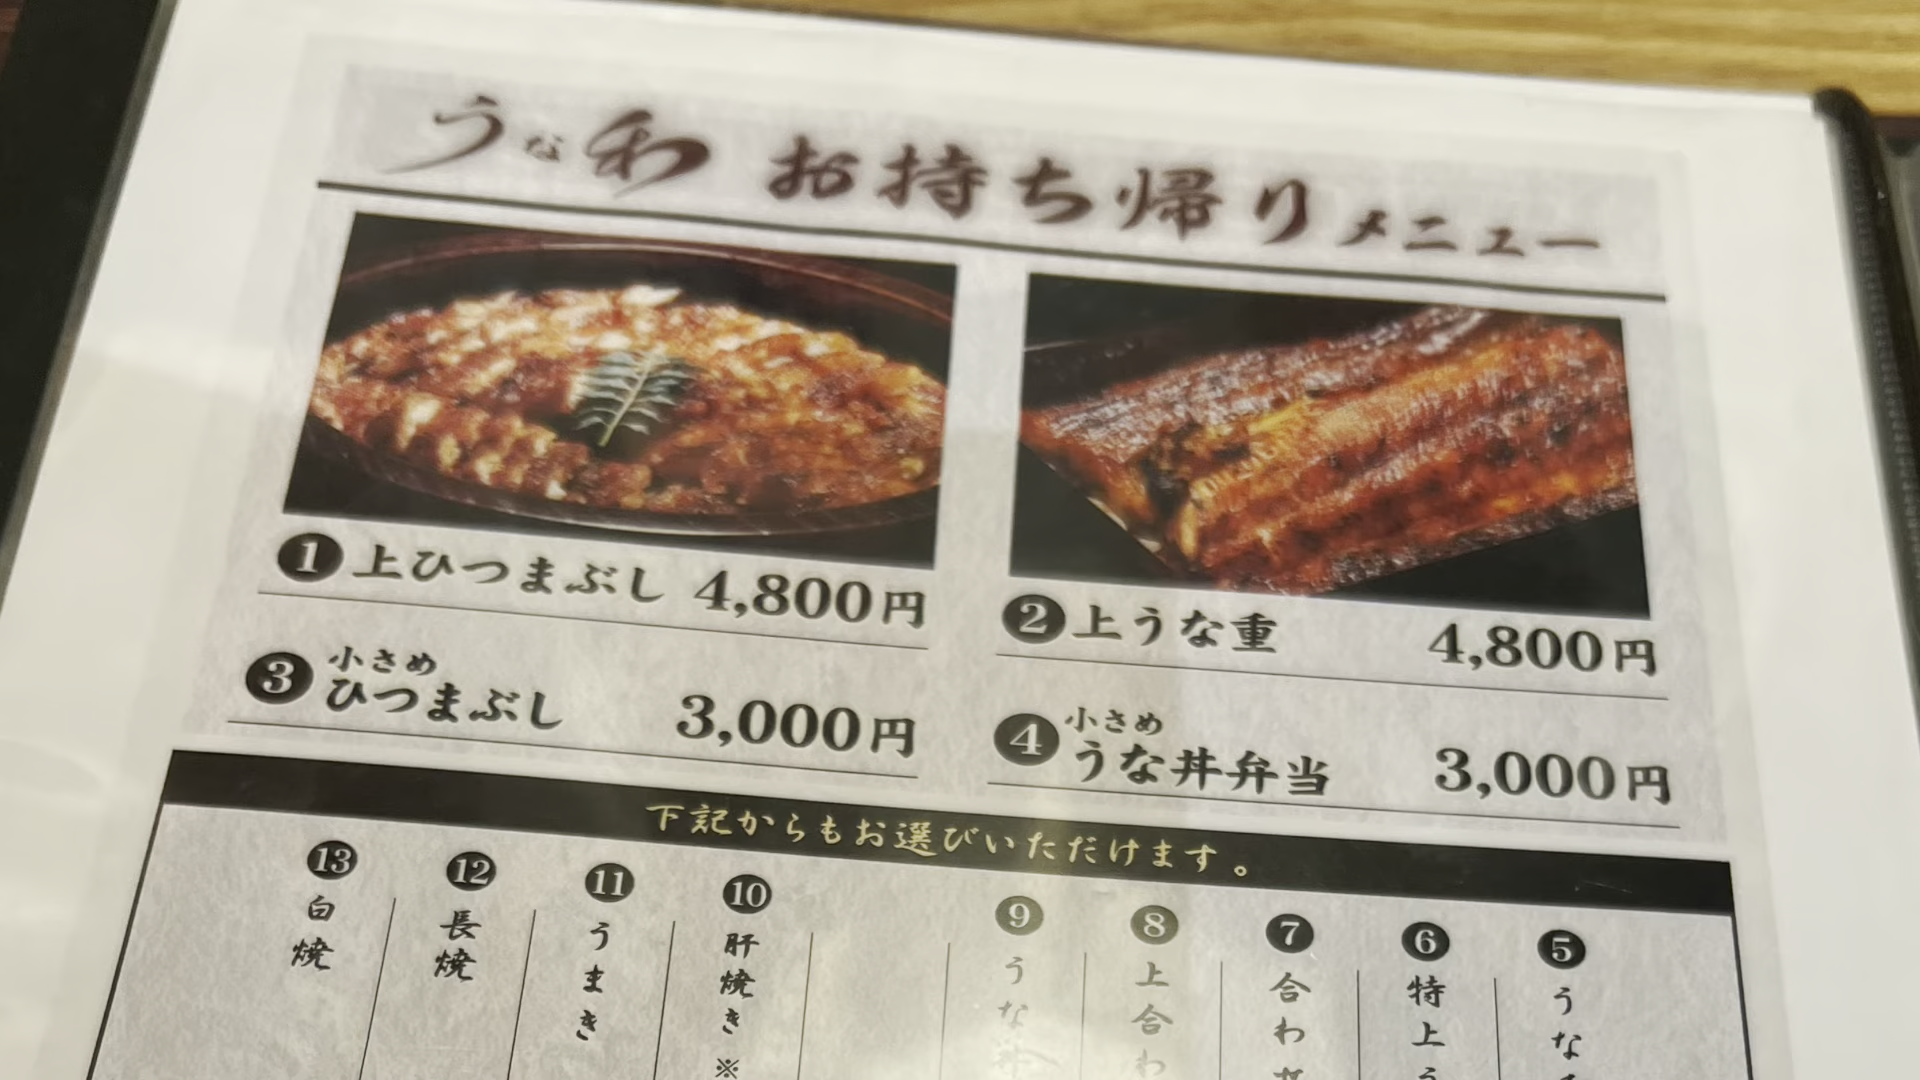 うな和 お持ち帰りメニュー
❶ 上ひつまぶし 4,800円
❷ 上うな重 4,800円
❸ 小さめ ひつまぶし 3,000円
❹ 小さめ うな丼弁当 3,000円
下記からもお選びいただけます。
❺ うな
❻ 特上う
❼ 合わ
❽ 上合わ
❾ うな丼
❿ 肝焼き※
⓫ うまき
⓬ 長焼
⓭ 白焼